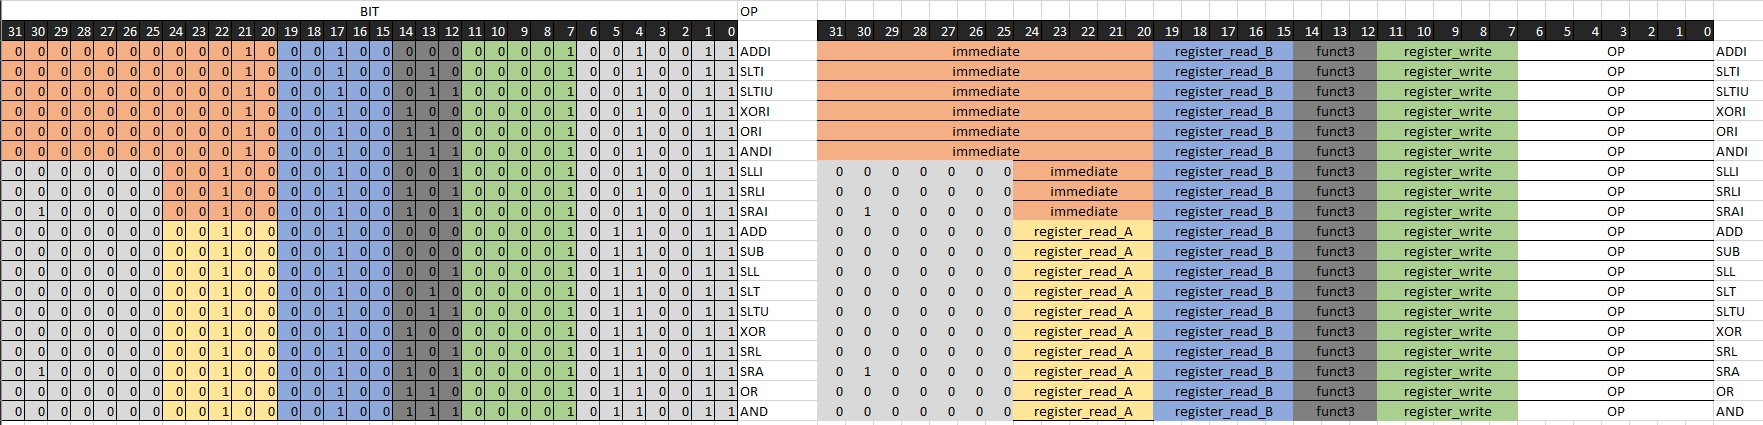 BIT OP
31 30 29 28 27 26 25 24 23 22 21 20 19 18 17 16 15 14 13 12 11 10 9 8 7 6 5 4 3 2 1 0 31 30 29 28 27 26 25 24 23 22 21 20 19 18 17 16 15 14 13 12 11 10 9 8 7 6 5 4 3 2 1 0
0 0 0 0 0 0 0 0 0 0 1 0 0 0 1 0 0 0 0 0 0 0 0 0 1 0 0 1 0 0 1 1 ADDI immediate register_read_B funct3 register_write OP ADDI
0 0 0 0 0 0 0 0 0 0 1 0 0 0 1 0 0 0 1 0 0 0 0 0 1 0 0 1 0 0 1 1 SLTI immediate register_read_B funct3 register_write OP SLTI
0 0 0 0 0 0 0 0 0 0 1 0 0 0 1 0 0 0 1 1 0 0 0 0 1 0 0 1 0 0 1 1 SLTIU immediate register_read_B funct3 register_write OP SLTIU
0 0 0 0 0 0 0 0 0 0 1 0 0 0 1 0 0 1 0 0 0 0 0 0 1 0 0 1 0 0 1 1 XORI immediate register_read_B funct3 register_write OP XORI
0 0 0 0 0 0 0 0 0 0 1 0 0 0 1 0 0 1 1 0 0 0 0 0 1 0 0 1 0 0 1 1 ORI immediate register_read_B funct3 register_write OP ORI
0 0 0 0 0 0 0 0 0 0 1 0 0 0 1 0 0 1 1 1 0 0 0 0 1 0 0 1 0 0 1 1 ANDI immediate register_read_B funct3 register_write OP ANDI
0 0 0 0 0 0 0 0 0 1 0 0 0 0 1 0 0 0 0 1 0 0 0 0 1 0 0 1 0 0 1 1 SLLI 0 0 0 0 0 0 0 immediate register_read_B funct3 register_write OP SLLI
0 0 0 0 0 0 0 0 0 1 0 0 0 0 1 0 0 1 0 1 0 0 0 0 1 0 0 1 0 0 1 1 SRLI 0 0 0 0 0 0 0 immediate register_read_B funct3 register_write OP SRLI
0 1 0 0 0 0 0 0 0 1 0 0 0 0 1 0 0 1 0 1 0 0 0 0 1 0 0 1 0 0 1 1 SRAI 0 1 0 0 0 0 0 immediate register_read_B funct3 register_write OP SRAI
0 0 0 0 0 0 0 0 0 1 0 0 0 0 1 0 0 0 0 0 0 0 0 0 1 0 1 1 0 0 1 1 ADD 0 0 0 0 0 0 0 register_read_A register_read_B funct3 register_write OP ADD
0 0 0 0 0 0 0 0 0 1 0 0 0 0 1 0 0 0 0 0 0 0 0 0 1 0 1 1 0 0 1 1 SUB 0 0 0 0 0 0 0 register_read_A register_read_B funct3 register_write OP SUB
0 0 0 0 0 0 0 0 0 1 0 0 0 0 1 0 0 0 0 1 0 0 0 0 1 0 1 1 0 0 1 1 SLL 0 0 0 0 0 0 0 register_read_A register_read_B funct3 register_write OP SLL
0 0 0 0 0 0 0 0 0 1 0 0 0 0 1 0 0 0 1 0 0 0 0 0 1 0 1 1 0 0 1 1 SLT 0 0 0 0 0 0 0 register_read_A register_read_B funct3 register_write OP SLT
0 0 0 0 0 0 0 0 0 1 0 0 0 0 1 0 0 0 1 1 0 0 0 0 1 0 1 1 0 0 1 1 SLTU 0 0 0 0 0 0 0 register_read_A register_read_B funct3 register_write OP SLTU
0 0 0 0 0 0 0 0 0 1 0 0 0 0 1 0 0 1 0 0 0 0 0 0 1 0 1 1 0 0 1 1 XOR 0 0 0 0 0 0 0 register_read_A register_read_B funct3 register_write OP XOR
0 0 0 0 0 0 0 0 0 1 0 0 0 0 1 0 0 1 0 1 0 0 0 0 1 0 1 1 0 0 1 1 SRL 0 0 0 0 0 0 0 register_read_A register_read_B funct3 register_write OP SRL
0 1 0 0 0 0 0 0 0 1 0 0 0 0 1 0 0 1 0 1 0 0 0 0 1 0 1 1 0 0 1 1 SRA 0 1 0 0 0 0 0 register_read_A register_read_B funct3 register_write OP SRA
0 0 0 0 0 0 0 0 0 1 0 0 0 0 1 0 0 1 1 0 0 0 0 0 1 0 1 1 0 0 1 1 OR 0 0 0 0 0 0 0 register_read_A register_read_B funct3 register_write OP OR
0 0 0 0 0 0 0 0 0 1 0 0 0 0 1 0 0 1 1 1 0 0 0 0 1 0 1 1 0 0 1 1 AND 0 0 0 0 0 0 0 register_read_A register_read_B funct3 register_write OP AND